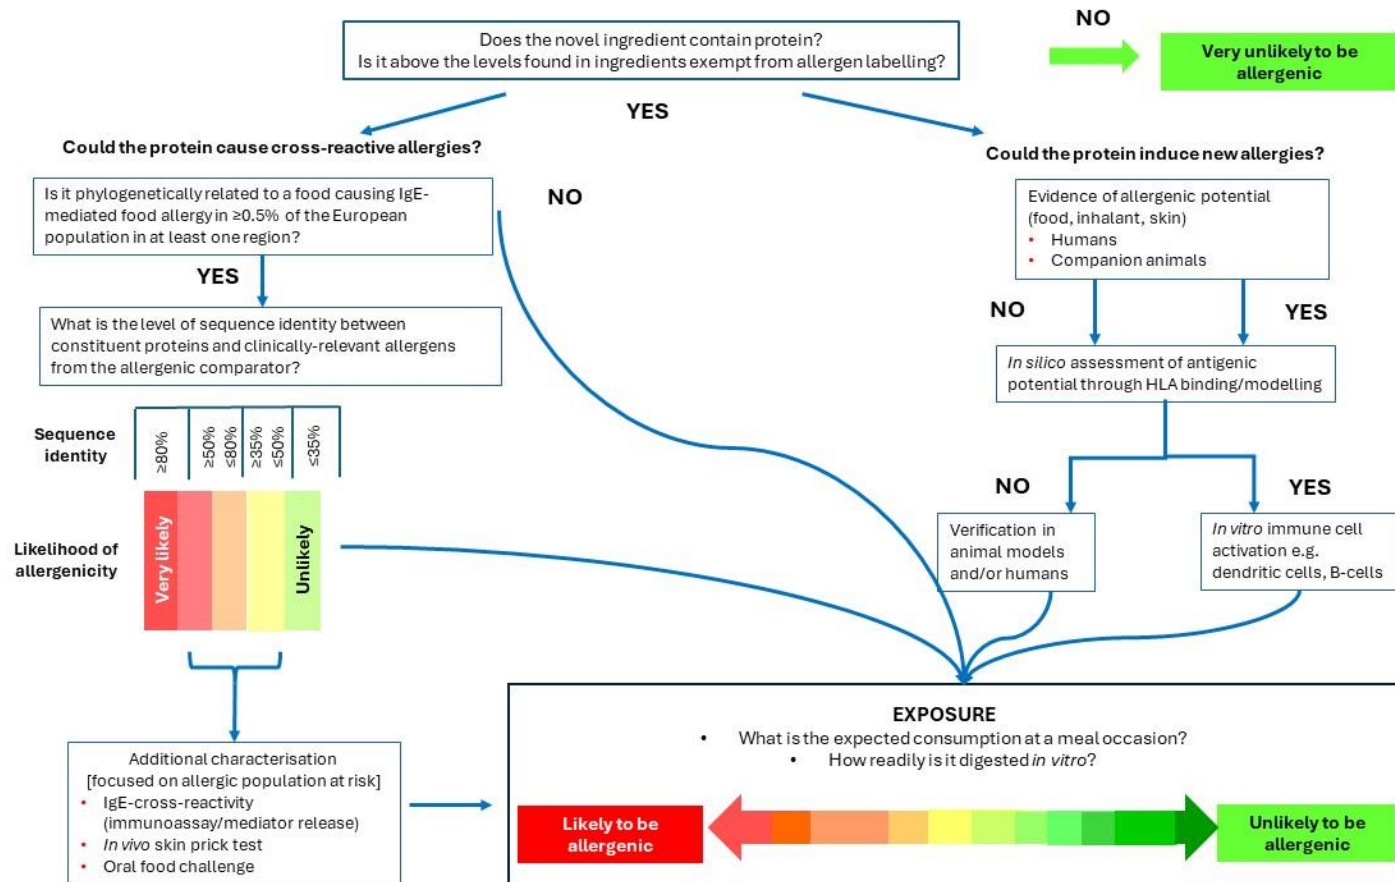 Does the novel ingredient contain protein?
Is it above the levels found in ingredients exempt from allergen labelling?
NO
Very unlikely to be
allergenic
YES
Could the protein cause cross-reactive allergies?
Is it phylogenetically related to a food causing IgE-
mediated food allergy in ≥0.5% of the European
population in at least one region?
NO
YES
What is the level of sequence identity between
constituent proteins and clinically-relevant allergens
from the allergenic comparator?
Sequence
identity
≥80%
≥50%
≤80%
≥35%
≤50%
≤35%
Likelihood of
allergenicity
Very likely
Unlikely
Additional characterisation
[focused on allergic population at risk]
• IgE-cross-reactivity
(immunoassay/mediator release)
• In vivo skin prick test
• Oral food challenge
Could the protein induce new allergies?
Evidence of allergenic potential
(food, inhalant, skin)
• Humans
• Companion animals
NO
YES
In silico assessment of antigenic
potential through HLA binding/modelling
NO
YES
Verification in
animal models
and/or humans
In vitro immune cell
activation e.g.
dendritic cells, B-cells
EXPOSURE
• What is the expected consumption at a meal occasion?
• How readily is it digested in vitro?
Likely to be
allergenic
Unlikely to be
allergenic